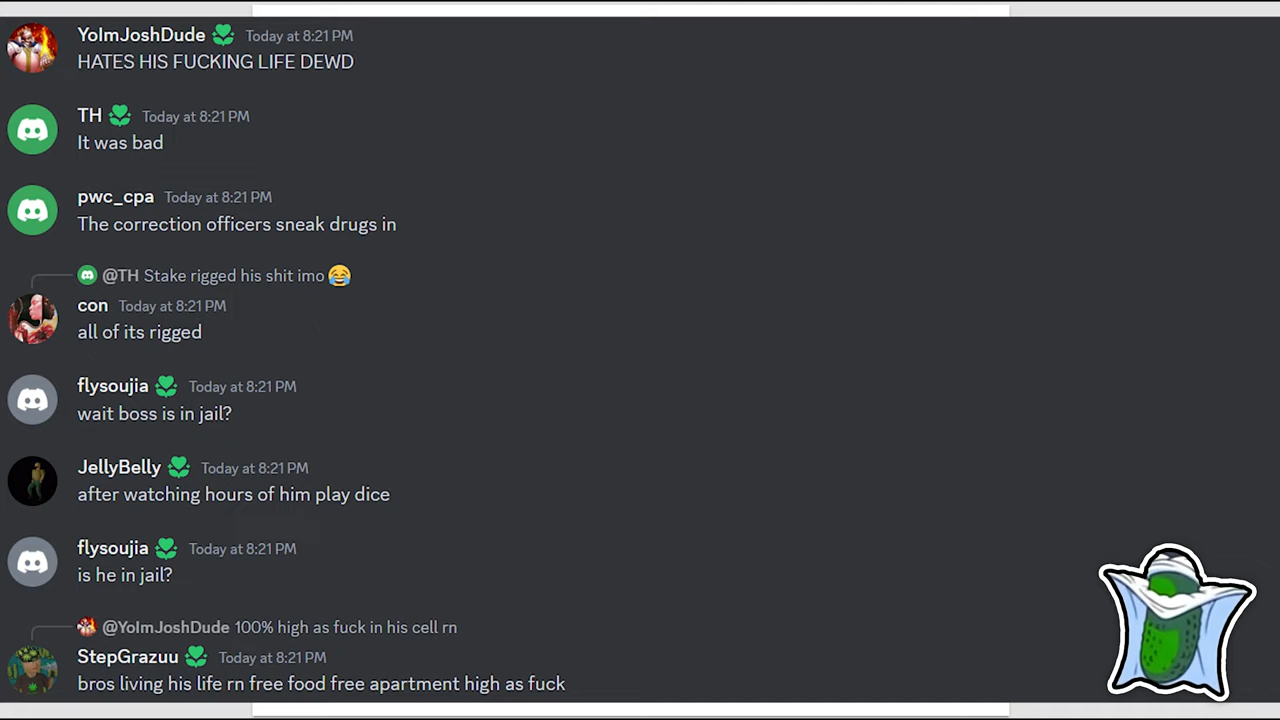 YoImJoshDude Today at 8:21 PM
HATES HIS FUCKING LIFE DEWD
TH Today at 8:21 PM
It was bad
pwc_cpa Today at 8:21 PM
The correction officers sneak drugs in
@TH Stake rigged his shit imo 😂
con Today at 8:21 PM
all of its rigged
flysoujia Today at 8:21 PM
wait boss is in jail?
JellyBelly Today at 8:21 PM
after watching hours of him play dice
flysoujia Today at 8:21 PM
is he in jail?
@YoImJoshDude 100% high as fuck in his cell rn
StepGrazuu Today at 8:21 PM
bros living his life rn free food free apartment high as fuck